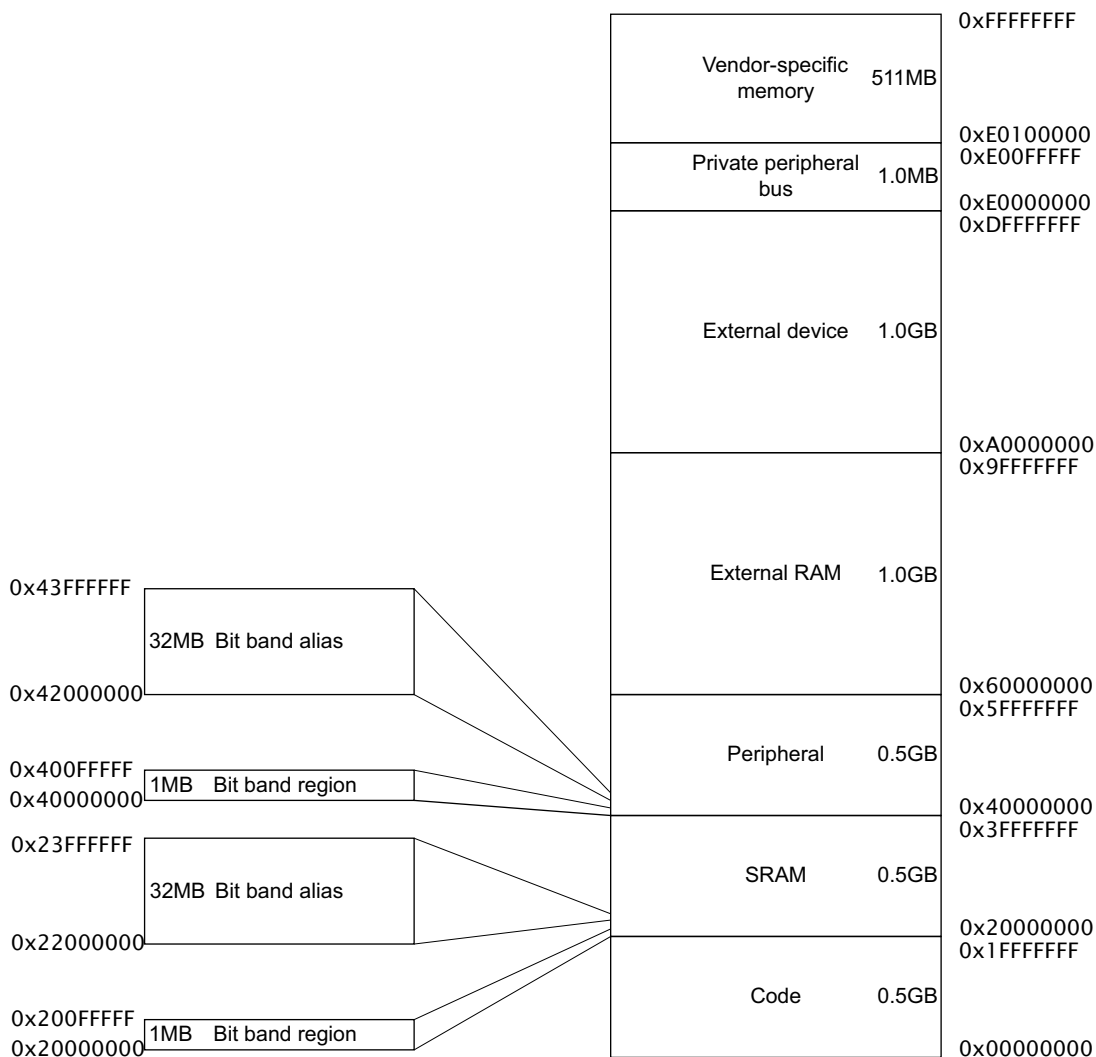 0xFFFFFFFF
Vendor-specific
memory
511MB
0xE0100000
0xE00FFFFF
Private peripheral
bus
1.0MB
0xE0000000
0xDFFFFFFF
External device 1.0GB
0xA0000000
0x9FFFFFFF
External RAM 1.0GB
0x60000000
0x5FFFFFFF
Peripheral 0.5GB
0x40000000
0x3FFFFFFF
SRAM 0.5GB
0x20000000
0x1FFFFFFF
Code 0.5GB
0x00000000
0x43FFFFFF
32MB Bit band alias
0x42000000
0x400FFFFF
1MB Bit band region
0x40000000
0x23FFFFFF
32MB Bit band alias
0x22000000
0x200FFFFF
1MB Bit band region
0x20000000